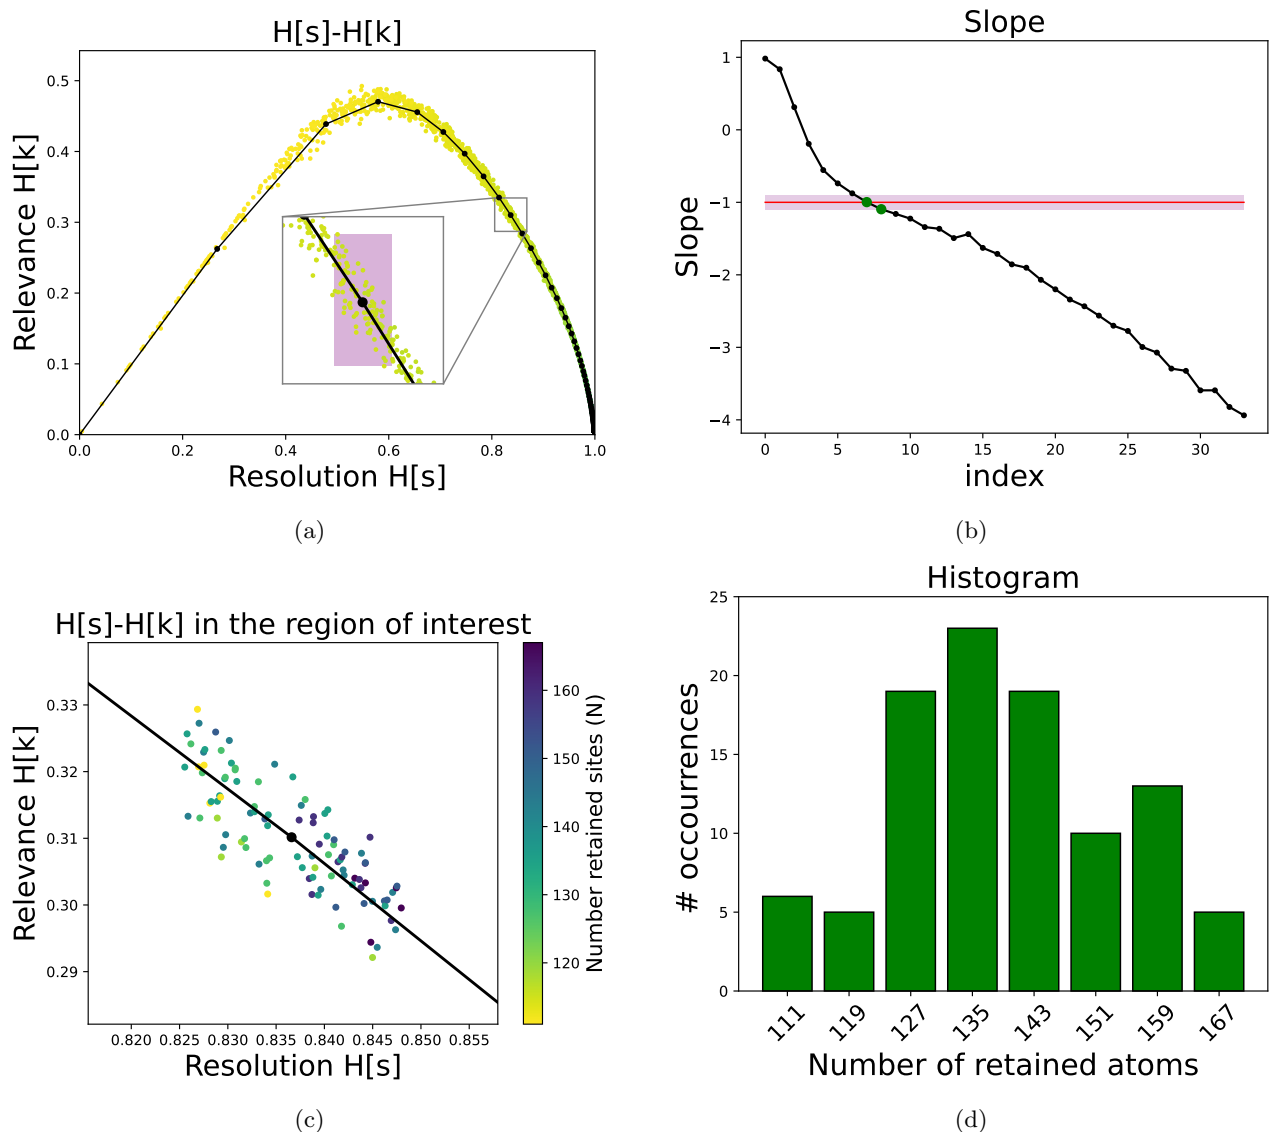 H[s]-H[k]
Relevance H[k]
0.5
0.4
0.3
0.2
0.1
0.0
0.0 0.2 0.4 0.6 0.8 1.0
Resolution H[s]
(a)
Slope
Slope
1
0
−1
−2
−3
−4
0 5 10 15 20 25 30
index
(b)
H[s]-H[k] in the region of interest
Relevance H[k]
0.33
0.32
0.31
0.30
0.29
0.820 0.825 0.830 0.835 0.840 0.845 0.850 0.855
Resolution H[s]
160
150
140
130
120
Number retained sites (N)
(c)
Histogram
# occourrences
25
20
15
10
5
0
111 119 127 135 143 151 159 167
Number of retained atoms
(d)